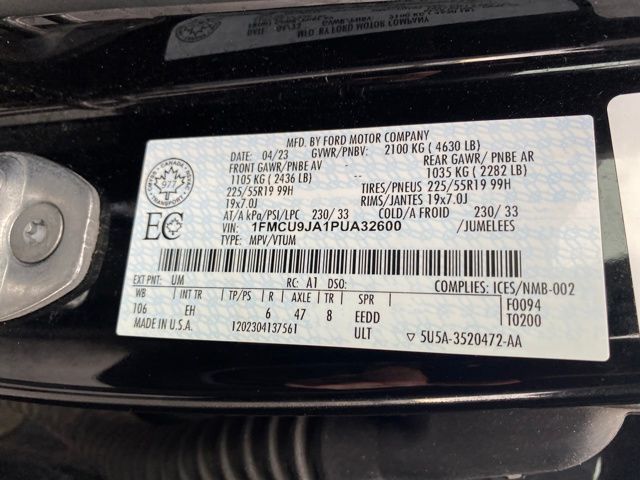 MFD. BY FORD MOTOR COMPANY
DATE: 04/23 GVWR/PNBV: 2100 KG ( 4630 LB)
FRONT GAWR/PNBE AV REAR GAWR/ PNBE AR
1105 KG ( 2436 LB) 1035 KG ( 2282 LB)
225/55R19 99H TIRES/PNEUS 225/55R19 99H
19x7.0J RIMS/JANTES 19x7.0J
AT/A kPa/PSI/LPC 230/ 33 COLD/A FROID 230/ 33
VIN: 1FMCU9JA1PUA32600 /JUMELEES
TYPE: MPV/VTUM
977
EC
EXT PNT: UM RC: A1 DSO: COMPLIES: ICES/NMB-002
WB INT TR TP/PS R AXLE TR SPR F0094
106 EH 6 47 8 EEDD T0200
MADE IN U.S.A. 1202304137561 ULT ▽ 5U5A-3520472-AA